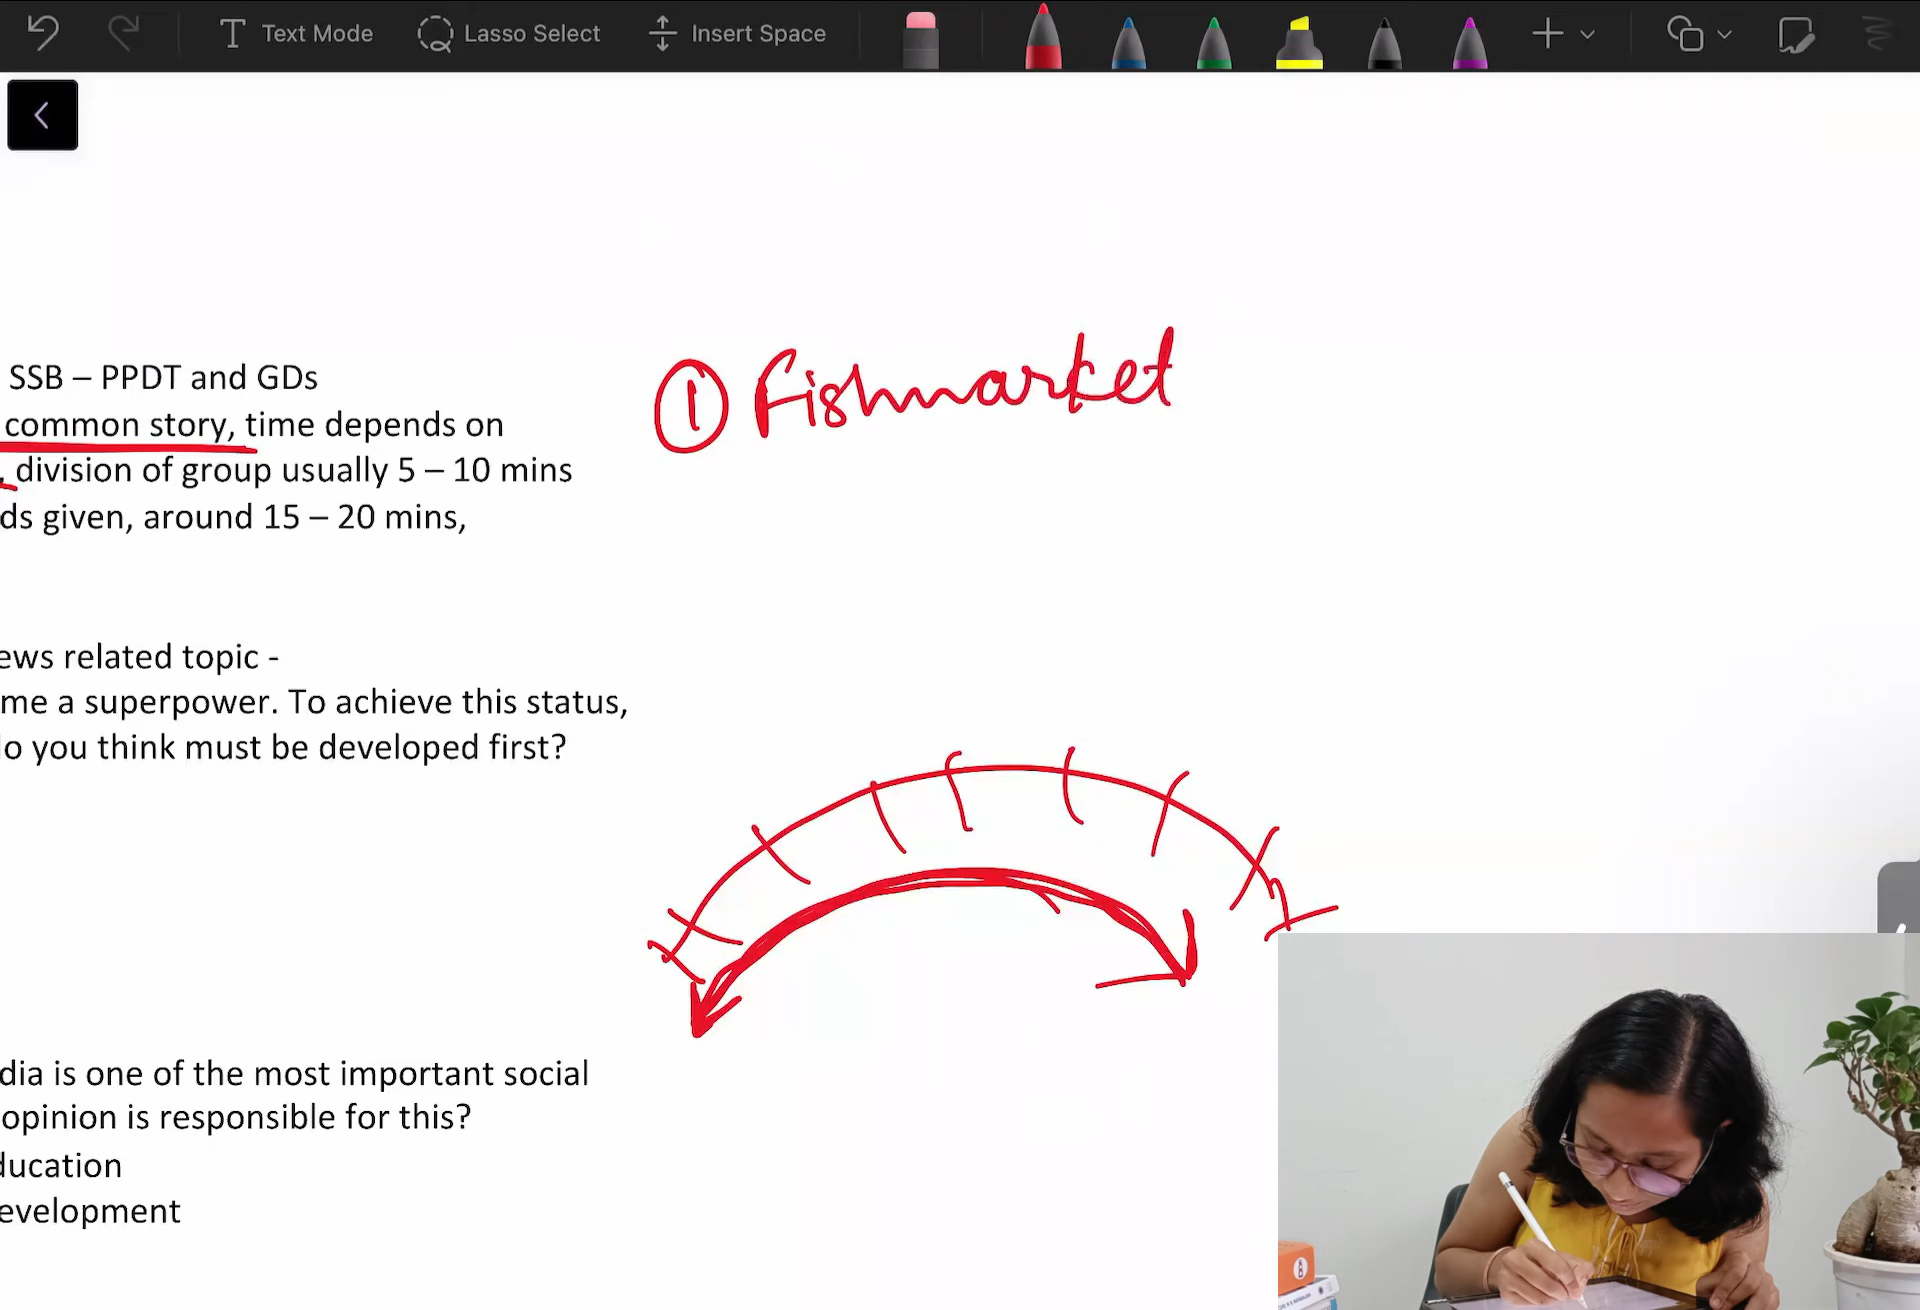 Text Mode Lasso Select Insert Space
① Fishmarket
SSB – PPDT and GDs
common story, time depends on
, division of group usually 5 – 10 mins
ds given, around 15 – 20 mins,
ews related topic -
me a superpower. To achieve this status,
do you think must be developed first?
dia is one of the most important social
opinion is responsible for this?
ducation
evelopment